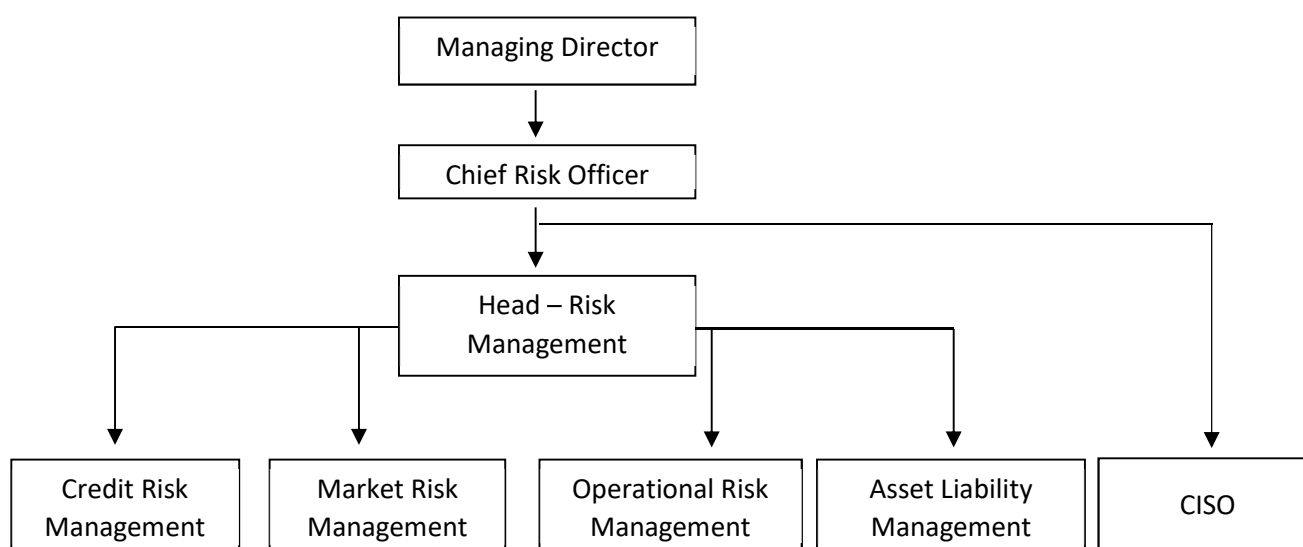 Managing Director
Chief Risk Officer
Head – Risk
Management
Credit Risk
Management
Market Risk
Management
Operational Risk
Management
Asset Liability
Management
CISO